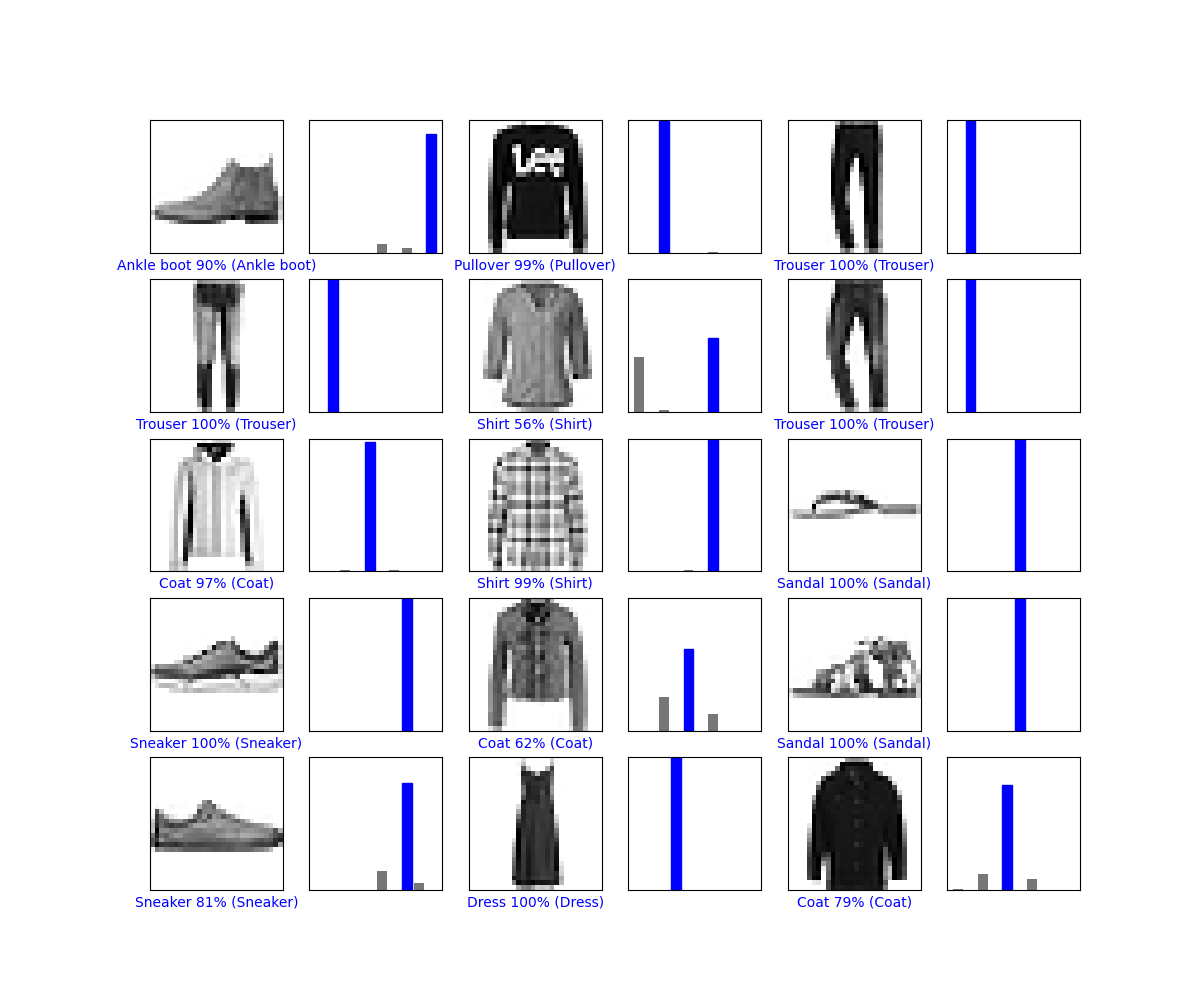 Lee
Ankle boot 90% (Ankle boot)
Pullover 99% (Pullover)
Trouser 100% (Trouser)
Trouser 100% (Trouser)
Shirt 56% (Shirt)
Trouser 100% (Trouser)
Coat 97% (Coat)
Shirt 99% (Shirt)
Sandal 100% (Sandal)
Sneaker 100% (Sneaker)
Coat 62% (Coat)
Sandal 100% (Sandal)
Sneaker 81% (Sneaker)
Dress 100% (Dress)
Coat 79% (Coat)